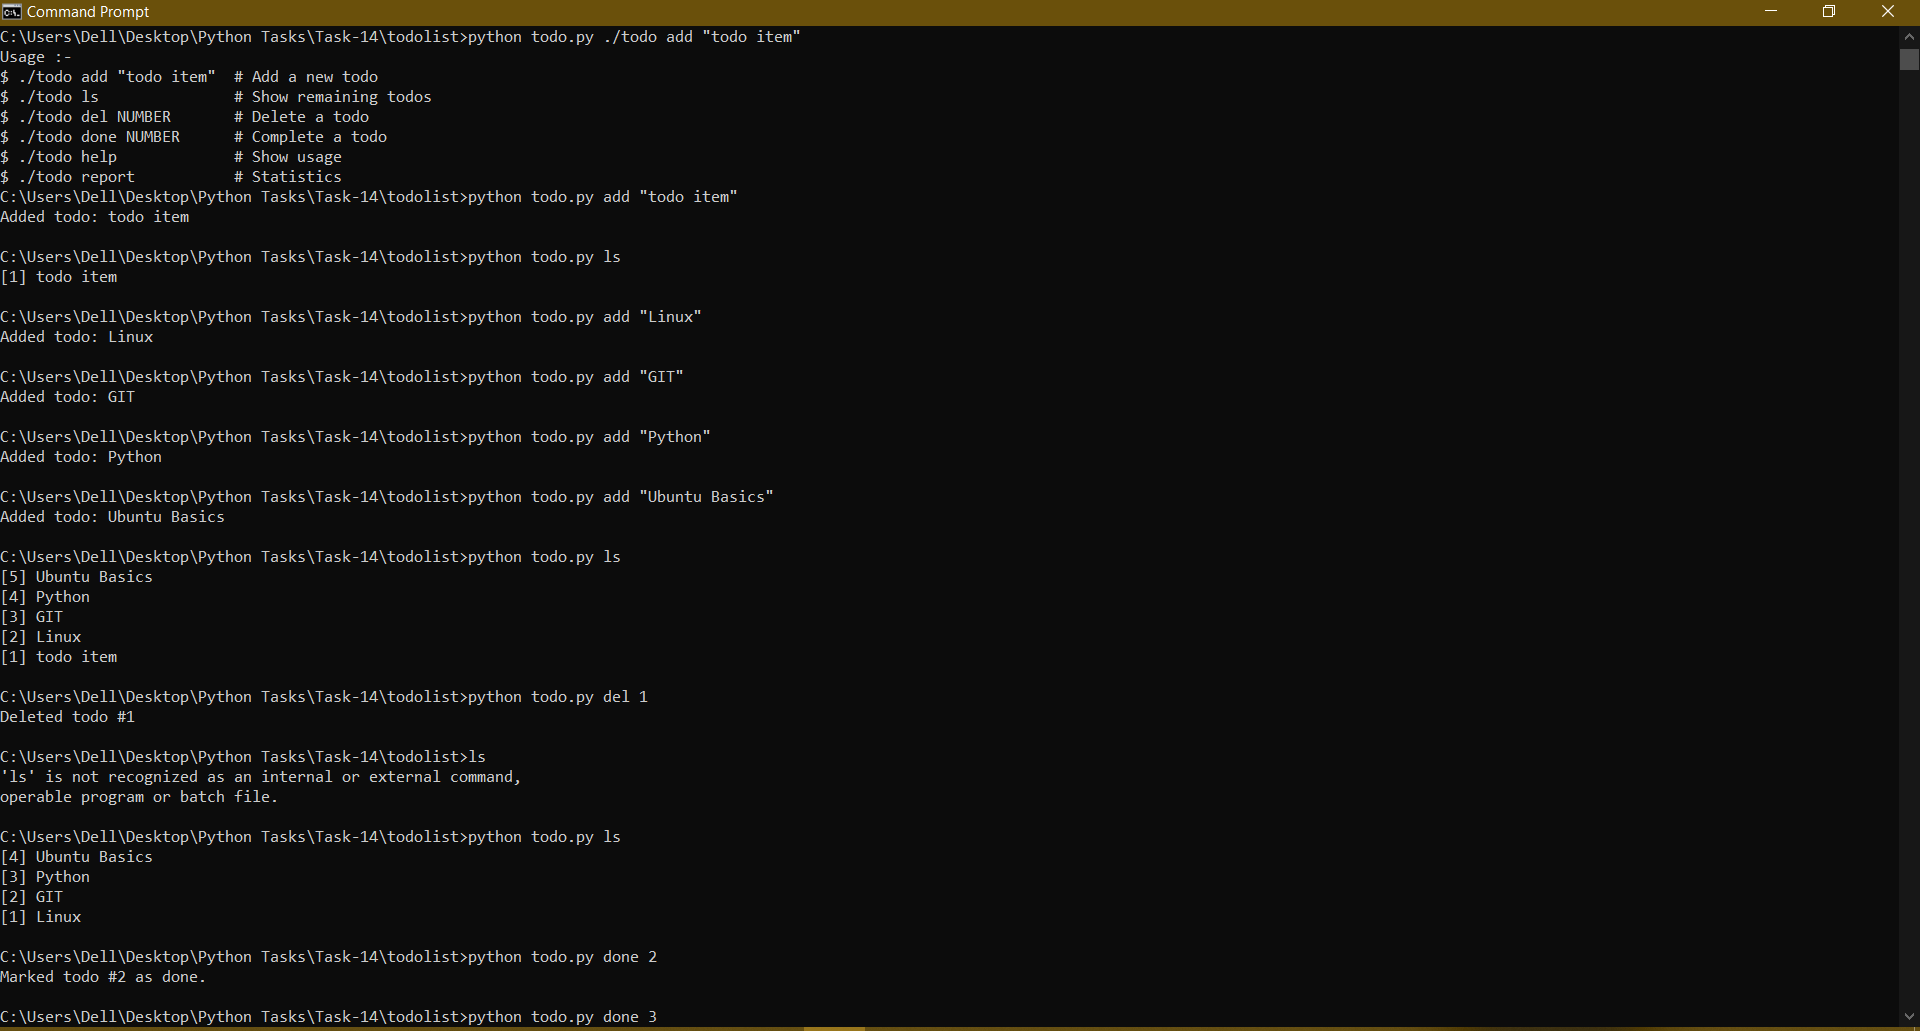 Command Prompt
C:\Users\Dell\Desktop\Python Tasks\Task-14\todolist>python todo.py ./todo add "todo item"
Usage :-
$ ./todo add "todo item"  # Add a new todo
$ ./todo ls               # Show remaining todos
$ ./todo del NUMBER       # Delete a todo
$ ./todo done NUMBER      # Complete a todo
$ ./todo help             # Show usage
$ ./todo report           # Statistics
C:\Users\Dell\Desktop\Python Tasks\Task-14\todolist>python todo.py add "todo item"
Added todo: todo item
C:\Users\Dell\Desktop\Python Tasks\Task-14\todolist>python todo.py ls
[1] todo item
C:\Users\Dell\Desktop\Python Tasks\Task-14\todolist>python todo.py add "Linux"
Added todo: Linux
C:\Users\Dell\Desktop\Python Tasks\Task-14\todolist>python todo.py add "GIT"
Added todo: GIT
C:\Users\Dell\Desktop\Python Tasks\Task-14\todolist>python todo.py add "Python"
Added todo: Python
C:\Users\Dell\Desktop\Python Tasks\Task-14\todolist>python todo.py add "Ubuntu Basics"
Added todo: Ubuntu Basics
C:\Users\Dell\Desktop\Python Tasks\Task-14\todolist>python todo.py ls
[5] Ubuntu Basics
[4] Python
[3] GIT
[2] Linux
[1] todo item
C:\Users\Dell\Desktop\Python Tasks\Task-14\todolist>python todo.py del 1
Deleted todo #1
C:\Users\Dell\Desktop\Python Tasks\Task-14\todolist>ls
'ls' is not recognized as an internal or external command,
operable program or batch file.
C:\Users\Dell\Desktop\Python Tasks\Task-14\todolist>python todo.py ls
[4] Ubuntu Basics
[3] Python
[2] GIT
[1] Linux
C:\Users\Dell\Desktop\Python Tasks\Task-14\todolist>python todo.py done 2
Marked todo #2 as done.
C:\Users\Dell\Desktop\Python Tasks\Task-14\todolist>python todo.py done 3